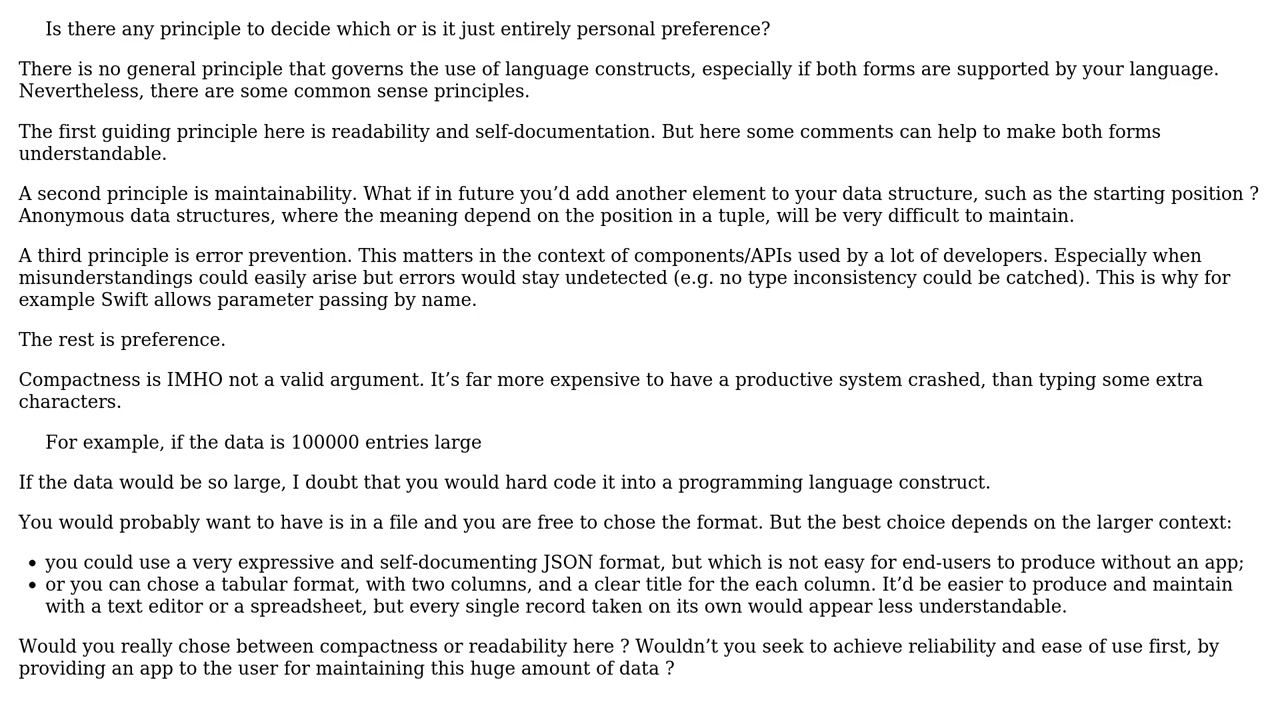 Is there any principle to decide which or is it just entirely personal preference?
There is no general principle that governs the use of language constructs, especially if both forms are supported by your language.
Nevertheless, there are some common sense principles.
The first guiding principle here is readability and self-documentation. But here some comments can help to make both forms
understandable.
A second principle is maintainability. What if in future you’d add another element to your data structure, such as the starting position ?
Anonymous data structures, where the meaning depend on the position in a tuple, will be very difficult to maintain.
A third principle is error prevention. This matters in the context of components/APIs used by a lot of developers. Especially when
misunderstandings could easily arise but errors would stay undetected (e.g. no type inconsistency could be catched). This is why for
example Swift allows parameter passing by name.
The rest is preference.
Compactness is IMHO not a valid argument. It’s far more expensive to have a productive system crashed, than typing some extra
characters.
For example, if the data is 100000 entries large
If the data would be so large, I doubt that you would hard code it into a programming language construct.
You would probably want to have is in a file and you are free to chose the format. But the best choice depends on the larger context:
• you could use a very expressive and self-documenting JSON format, but which is not easy for end-users to produce without an app;
• or you can chose a tabular format, with two columns, and a clear title for the each column. It’d be easier to produce and maintain
with a text editor or a spreadsheet, but every single record taken on its own would appear less understandable.
Would you really chose between compactness or readability here ? Wouldn’t you seek to achieve reliability and ease of use first, by
providing an app to the user for maintaining this huge amount of data ?